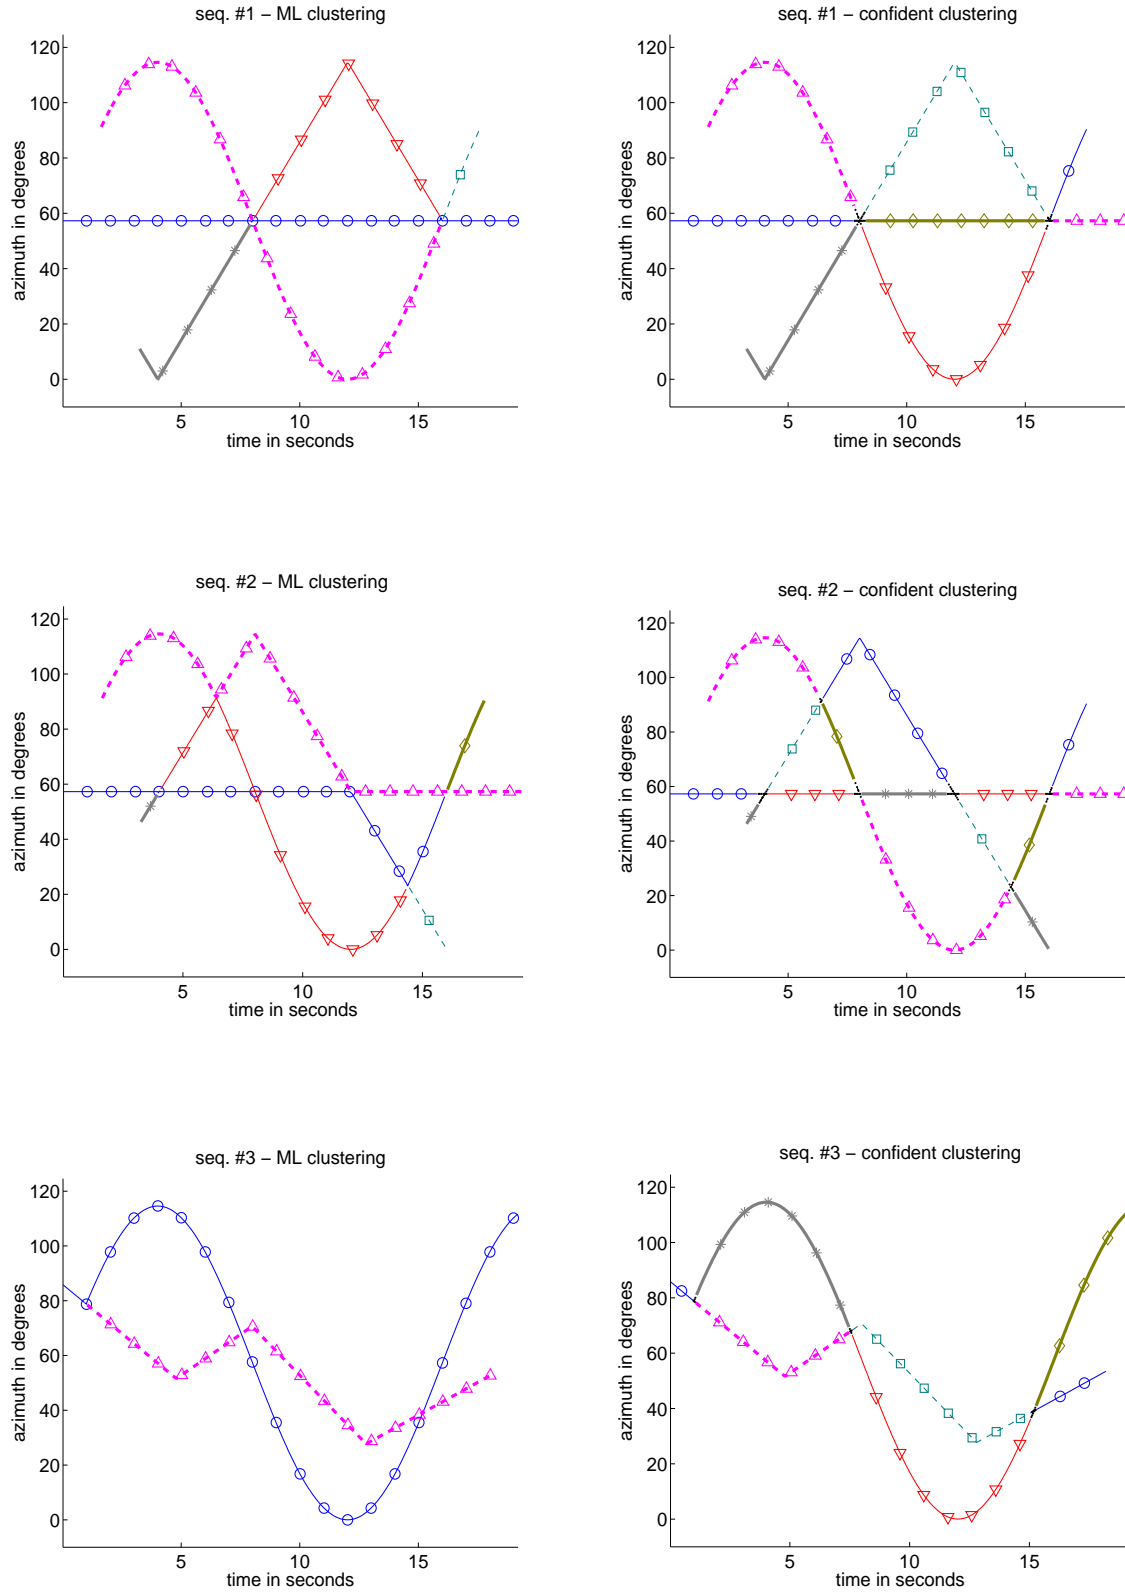 seq. #1 – ML clustering
120
100
80
60
40
20
0
5 10 15
azimuth in degrees
time in seconds
seq. #1 – confident clustering
120
100
80
60
40
20
0
5 10 15
azimuth in degrees
time in seconds
seq. #2 – ML clustering
120
100
80
60
40
20
0
5 10 15
azimuth in degrees
time in seconds
seq. #2 – confident clustering
120
100
80
60
40
20
0
5 10 15
azimuth in degrees
time in seconds
seq. #3 – ML clustering
120
100
80
60
40
20
0
5 10 15
azimuth in degrees
time in seconds
seq. #3 – confident clustering
120
100
80
60
40
20
0
5 10 15
azimuth in degrees
time in seconds